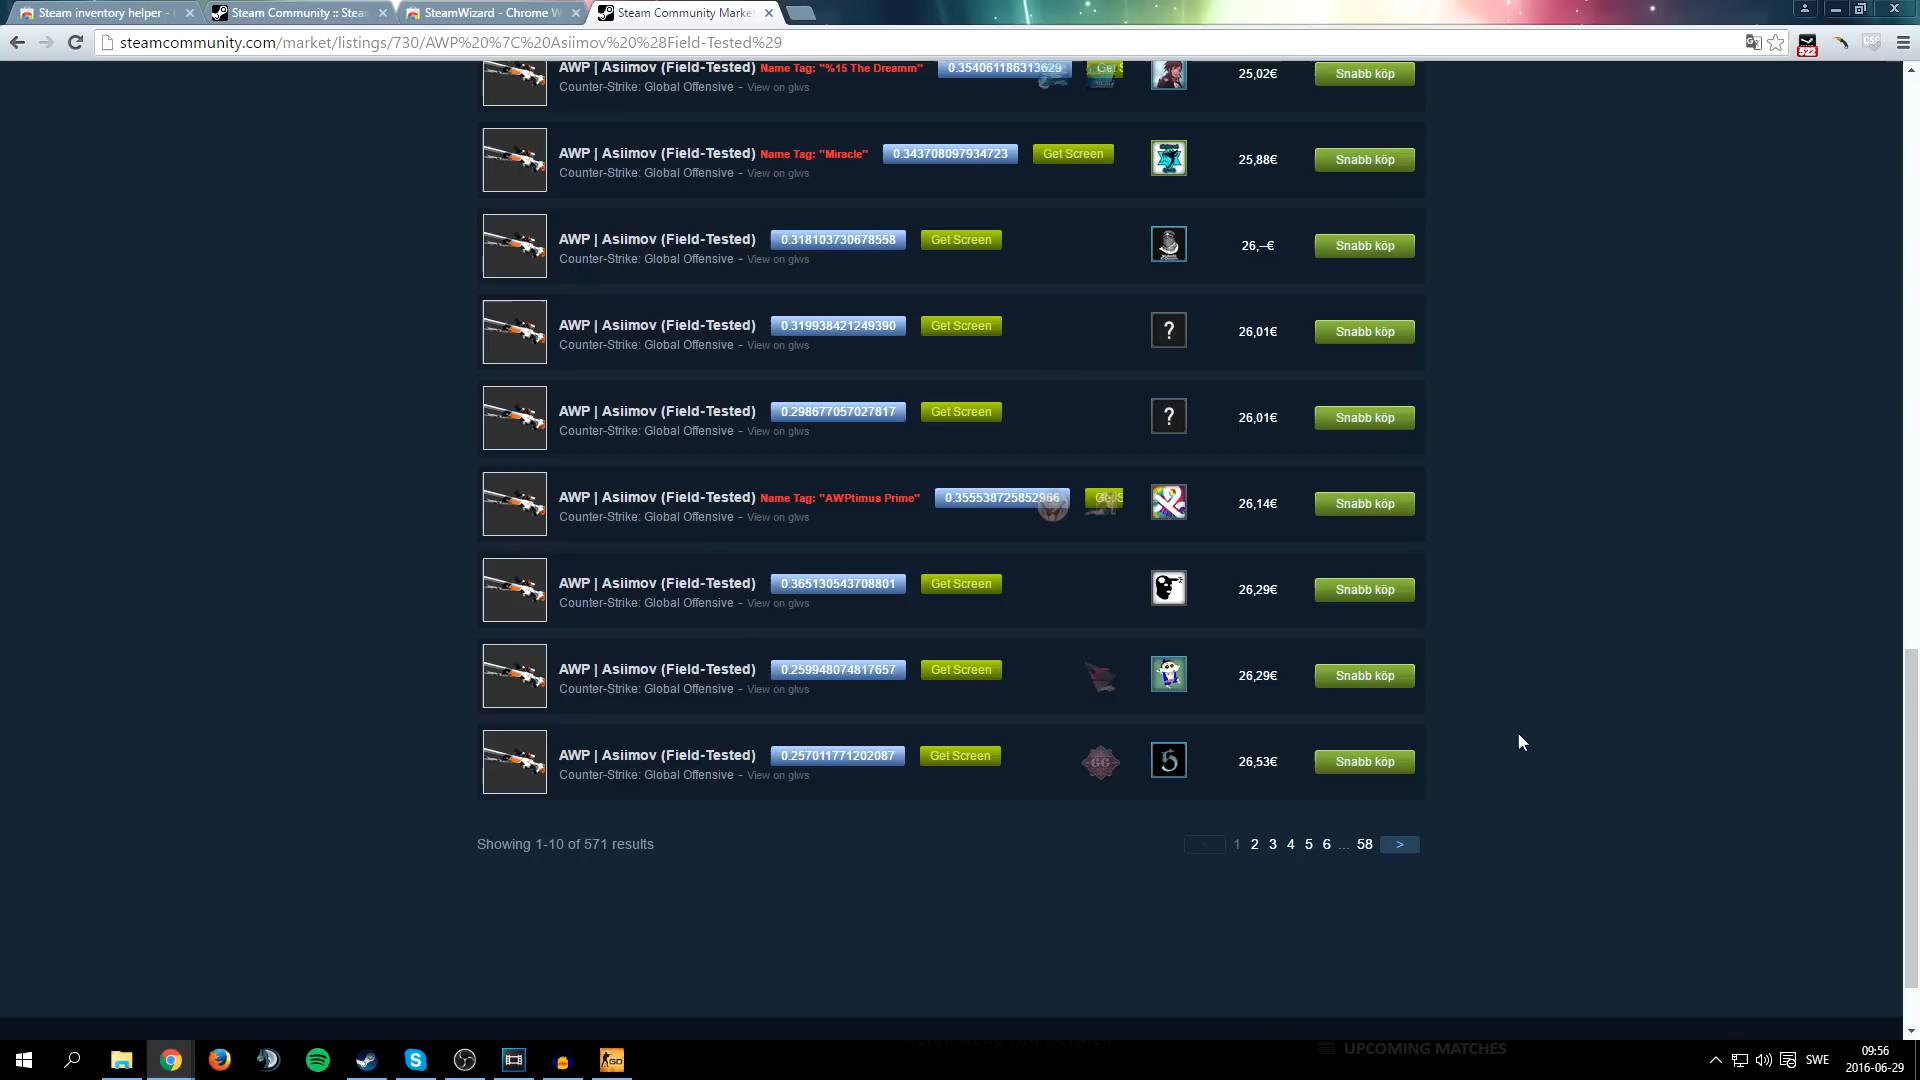 Steam inventory helper -
Steam Community :: Stea
SteamWizard - Chrome W
Steam Community Marke
steamcommunity.com/market/listings/730/AWP%20%7C%20Asiimov%20%28Field-Tested%29
322
CSF
AWP | Asiimov (Field-Tested) Name Tag: "%15 The Dreamm" 0.354061186313629 Get S
Counter-Strike: Global Offensive - View on glws
25,02€
Snabb köp
AWP | Asiimov (Field-Tested) Name Tag: "Miracle" 0.343708097934723 Get Screen
Counter-Strike: Global Offensive - View on glws
25,88€
Snabb köp
AWP | Asiimov (Field-Tested) 0.318103730678558 Get Screen
Counter-Strike: Global Offensive - View on glws
26,--€
Snabb köp
AWP | Asiimov (Field-Tested) 0.319938421249390 Get Screen
Counter-Strike: Global Offensive - View on glws
?
26,01€
Snabb köp
AWP | Asiimov (Field-Tested) 0.298677057027817 Get Screen
Counter-Strike: Global Offensive - View on glws
?
26,01€
Snabb köp
AWP | Asiimov (Field-Tested) Name Tag: "AWPtimus Prime" 0.355538725852966 Get S
Counter-Strike: Global Offensive - View on glws
26,14€
Snabb köp
AWP | Asiimov (Field-Tested) 0.365130543708801 Get Screen
Counter-Strike: Global Offensive - View on glws
26,29€
Snabb köp
AWP | Asiimov (Field-Tested) 0.259948074817657 Get Screen
Counter-Strike: Global Offensive - View on glws
26,29€
Snabb köp
AWP | Asiimov (Field-Tested) 0.257011771202087 Get Screen
Counter-Strike: Global Offensive - View on glws
GG
5
26,53€
Snabb köp
Showing 1-10 of 571 results
< 1 2 3 4 5 6 ... 58 >
UPCOMING MATCHES
GO
SWE
09:56
2016-06-29